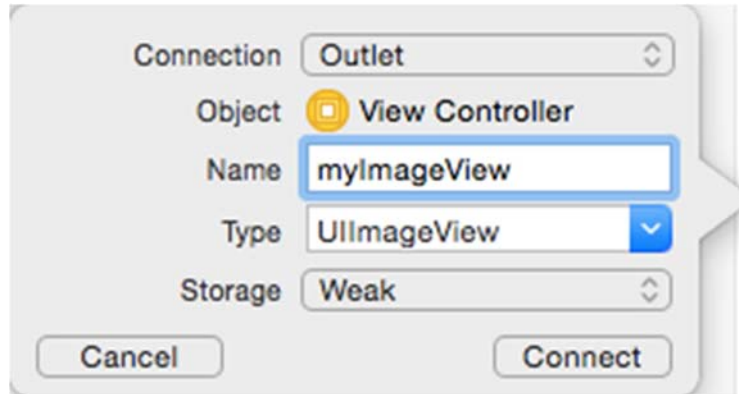 Connection Outlet
Object View Controller
Name myImageView
Type UIImageView
Storage Weak
Cancel Connect